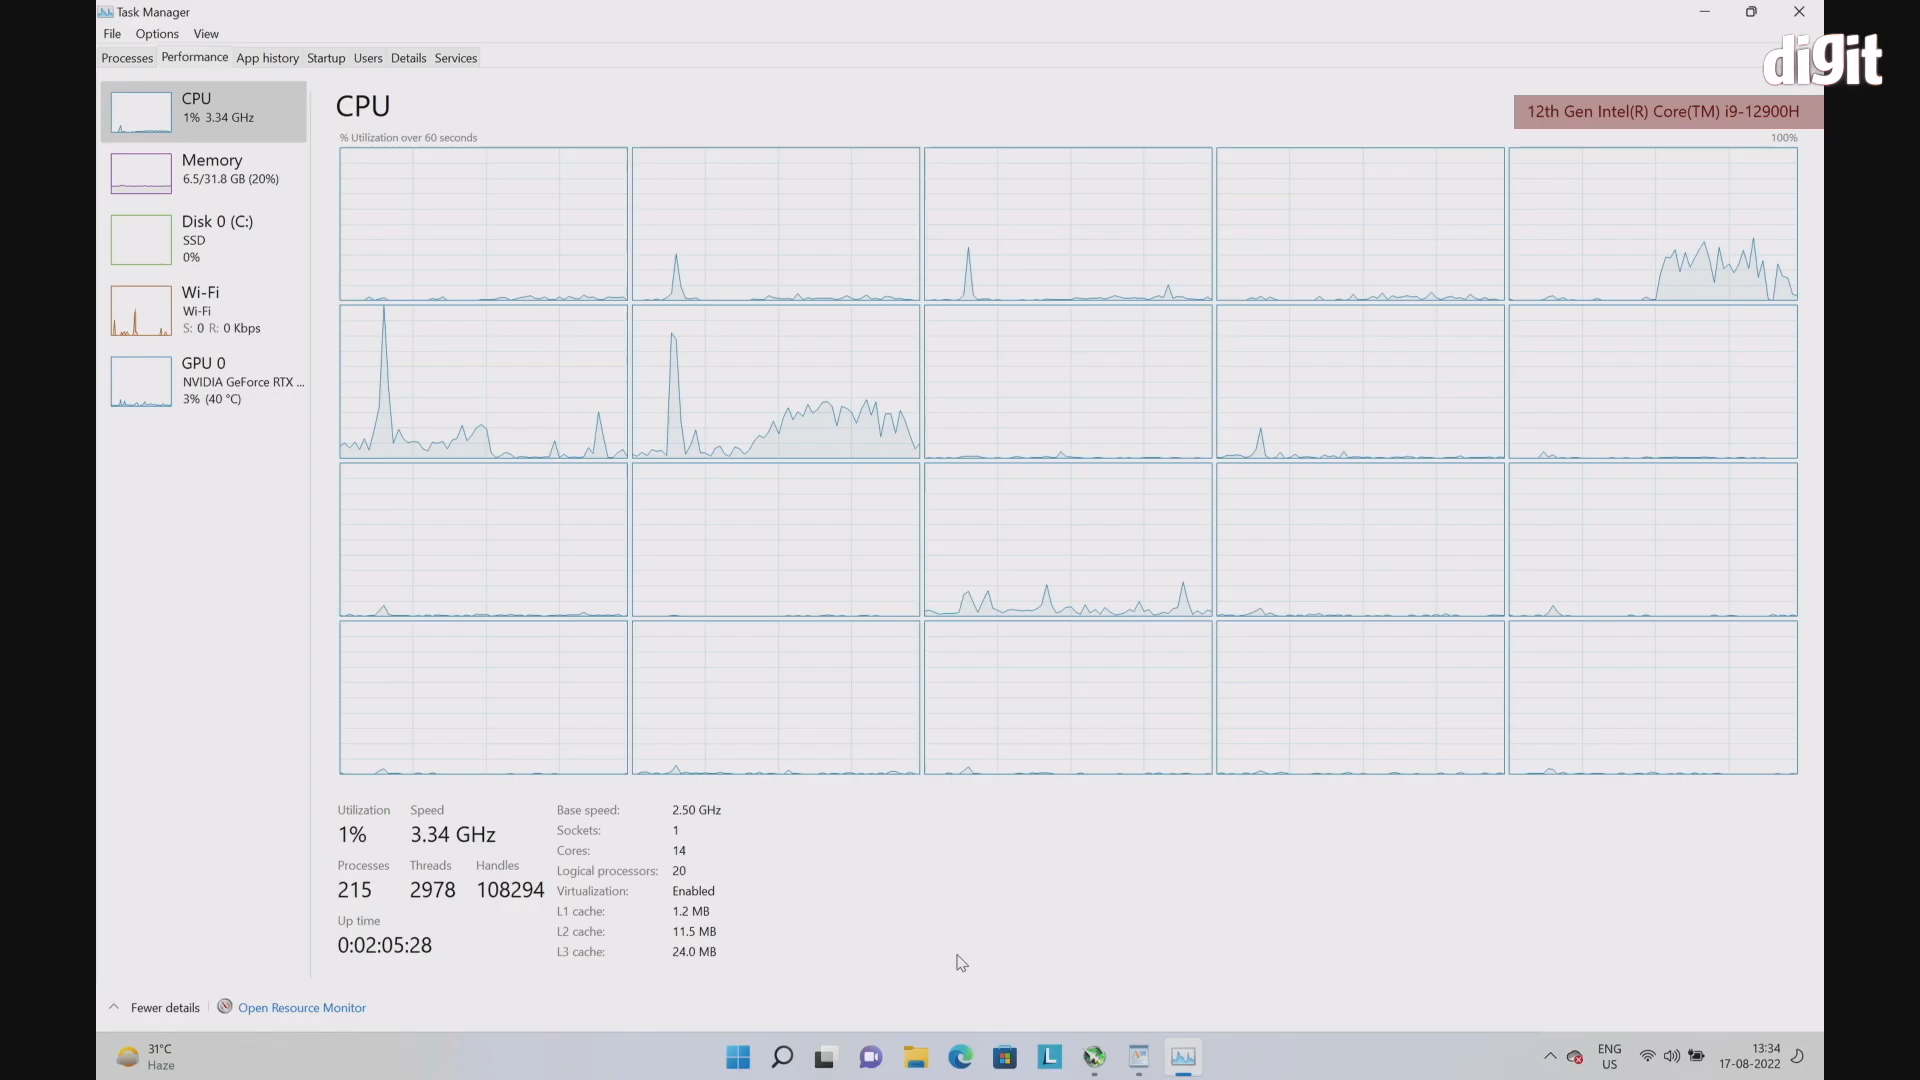 Task Manager
File Options View
Processes Performance App history Startup Users Details Services
digit
CPU
1% 3.34 GHz
Memory
6.5/31.8 GB (20%)
Disk 0 (C:)
SSD
0%
Wi-Fi
Wi-Fi
S: 0 R: 0 Kbps
GPU 0
NVIDIA GeForce RTX ...
3% (40 °C)
CPU
12th Gen Intel(R) Core(TM) i9-12900H
% Utilization over 60 seconds
100%
Utilization Speed
1% 3.34 GHz
Processes Threads Handles
215 2978 108294
Up time
0:02:05:28
Base speed: 2.50 GHz
Sockets: 1
Cores: 14
Logical processors: 20
Virtualization: Enabled
L1 cache: 1.2 MB
L2 cache: 11.5 MB
L3 cache: 24.0 MB
Fewer details Open Resource Monitor
31°C
Haze
L
ENG
US
13:34
17-08-2022